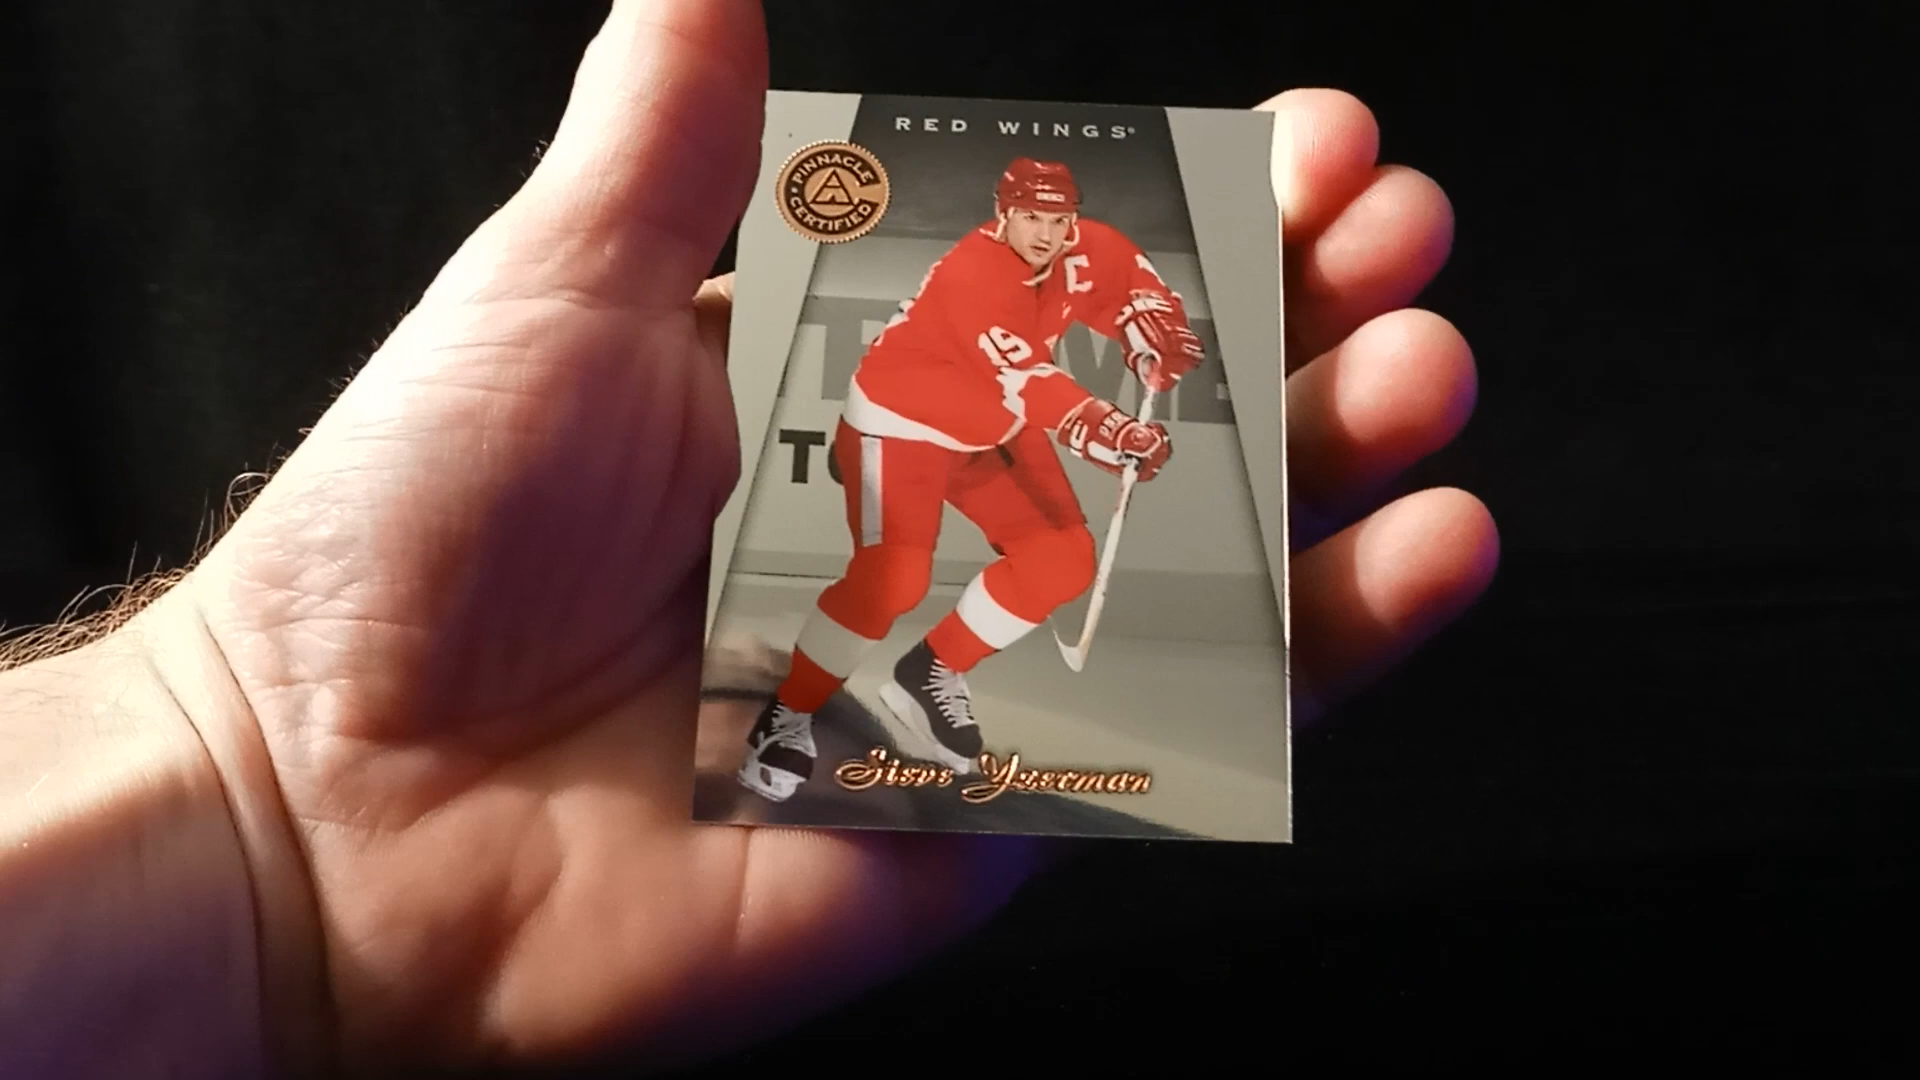 RED WINGS®
PINNACLE
CERTIFIED
C
19
Steve Yzerman